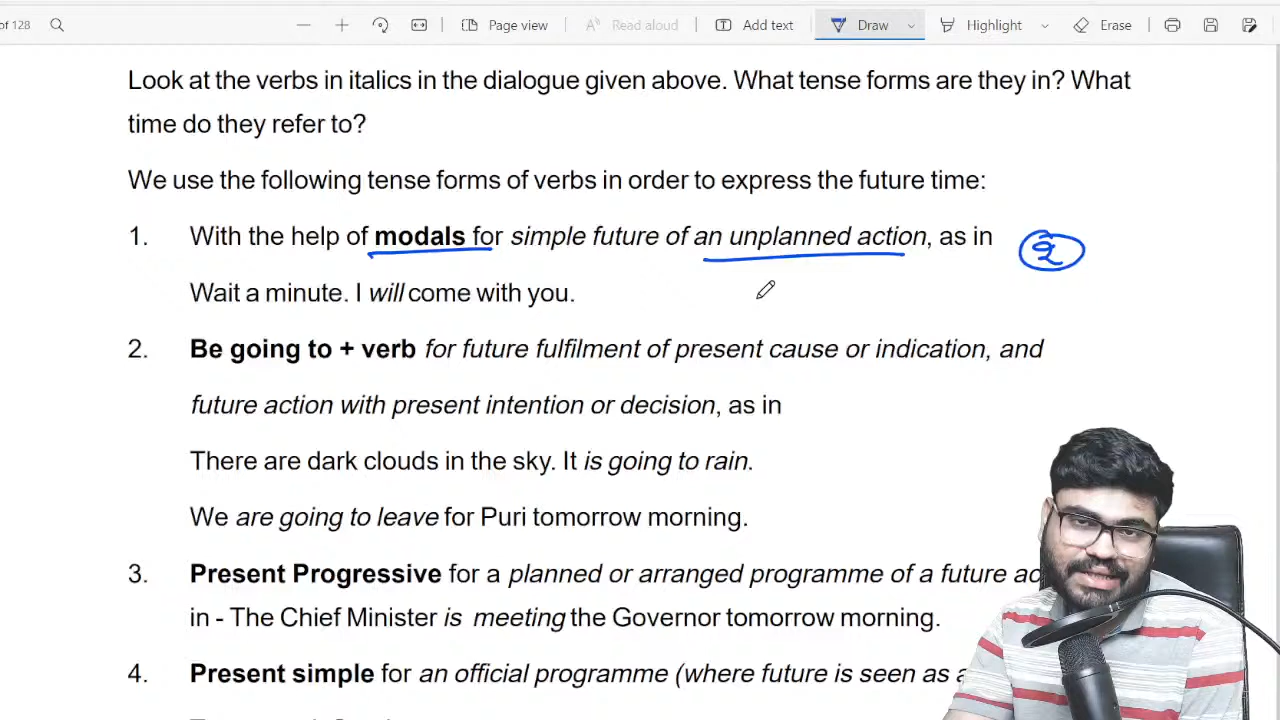 of 128 Page view Read aloud Add text Draw Highlight Erase
Look at the verbs in italics in the dialogue given above. What tense forms are they in? What
time do they refer to?
We use the following tense forms of verbs in order to express the future time:
1. With the help of modals for simple future of an unplanned action, as in
Wait a minute. I will come with you.
2. Be going to + verb for future fulfilment of present cause or indication, and
future action with present intention or decision, as in
There are dark clouds in the sky. It is going to rain.
We are going to leave for Puri tomorrow morning.
3. Present Progressive for a planned or arranged programme of a future
in - The Chief Minister is meeting the Governor tomorrow morning.
4. Present simple for an official programme (where future is seen as